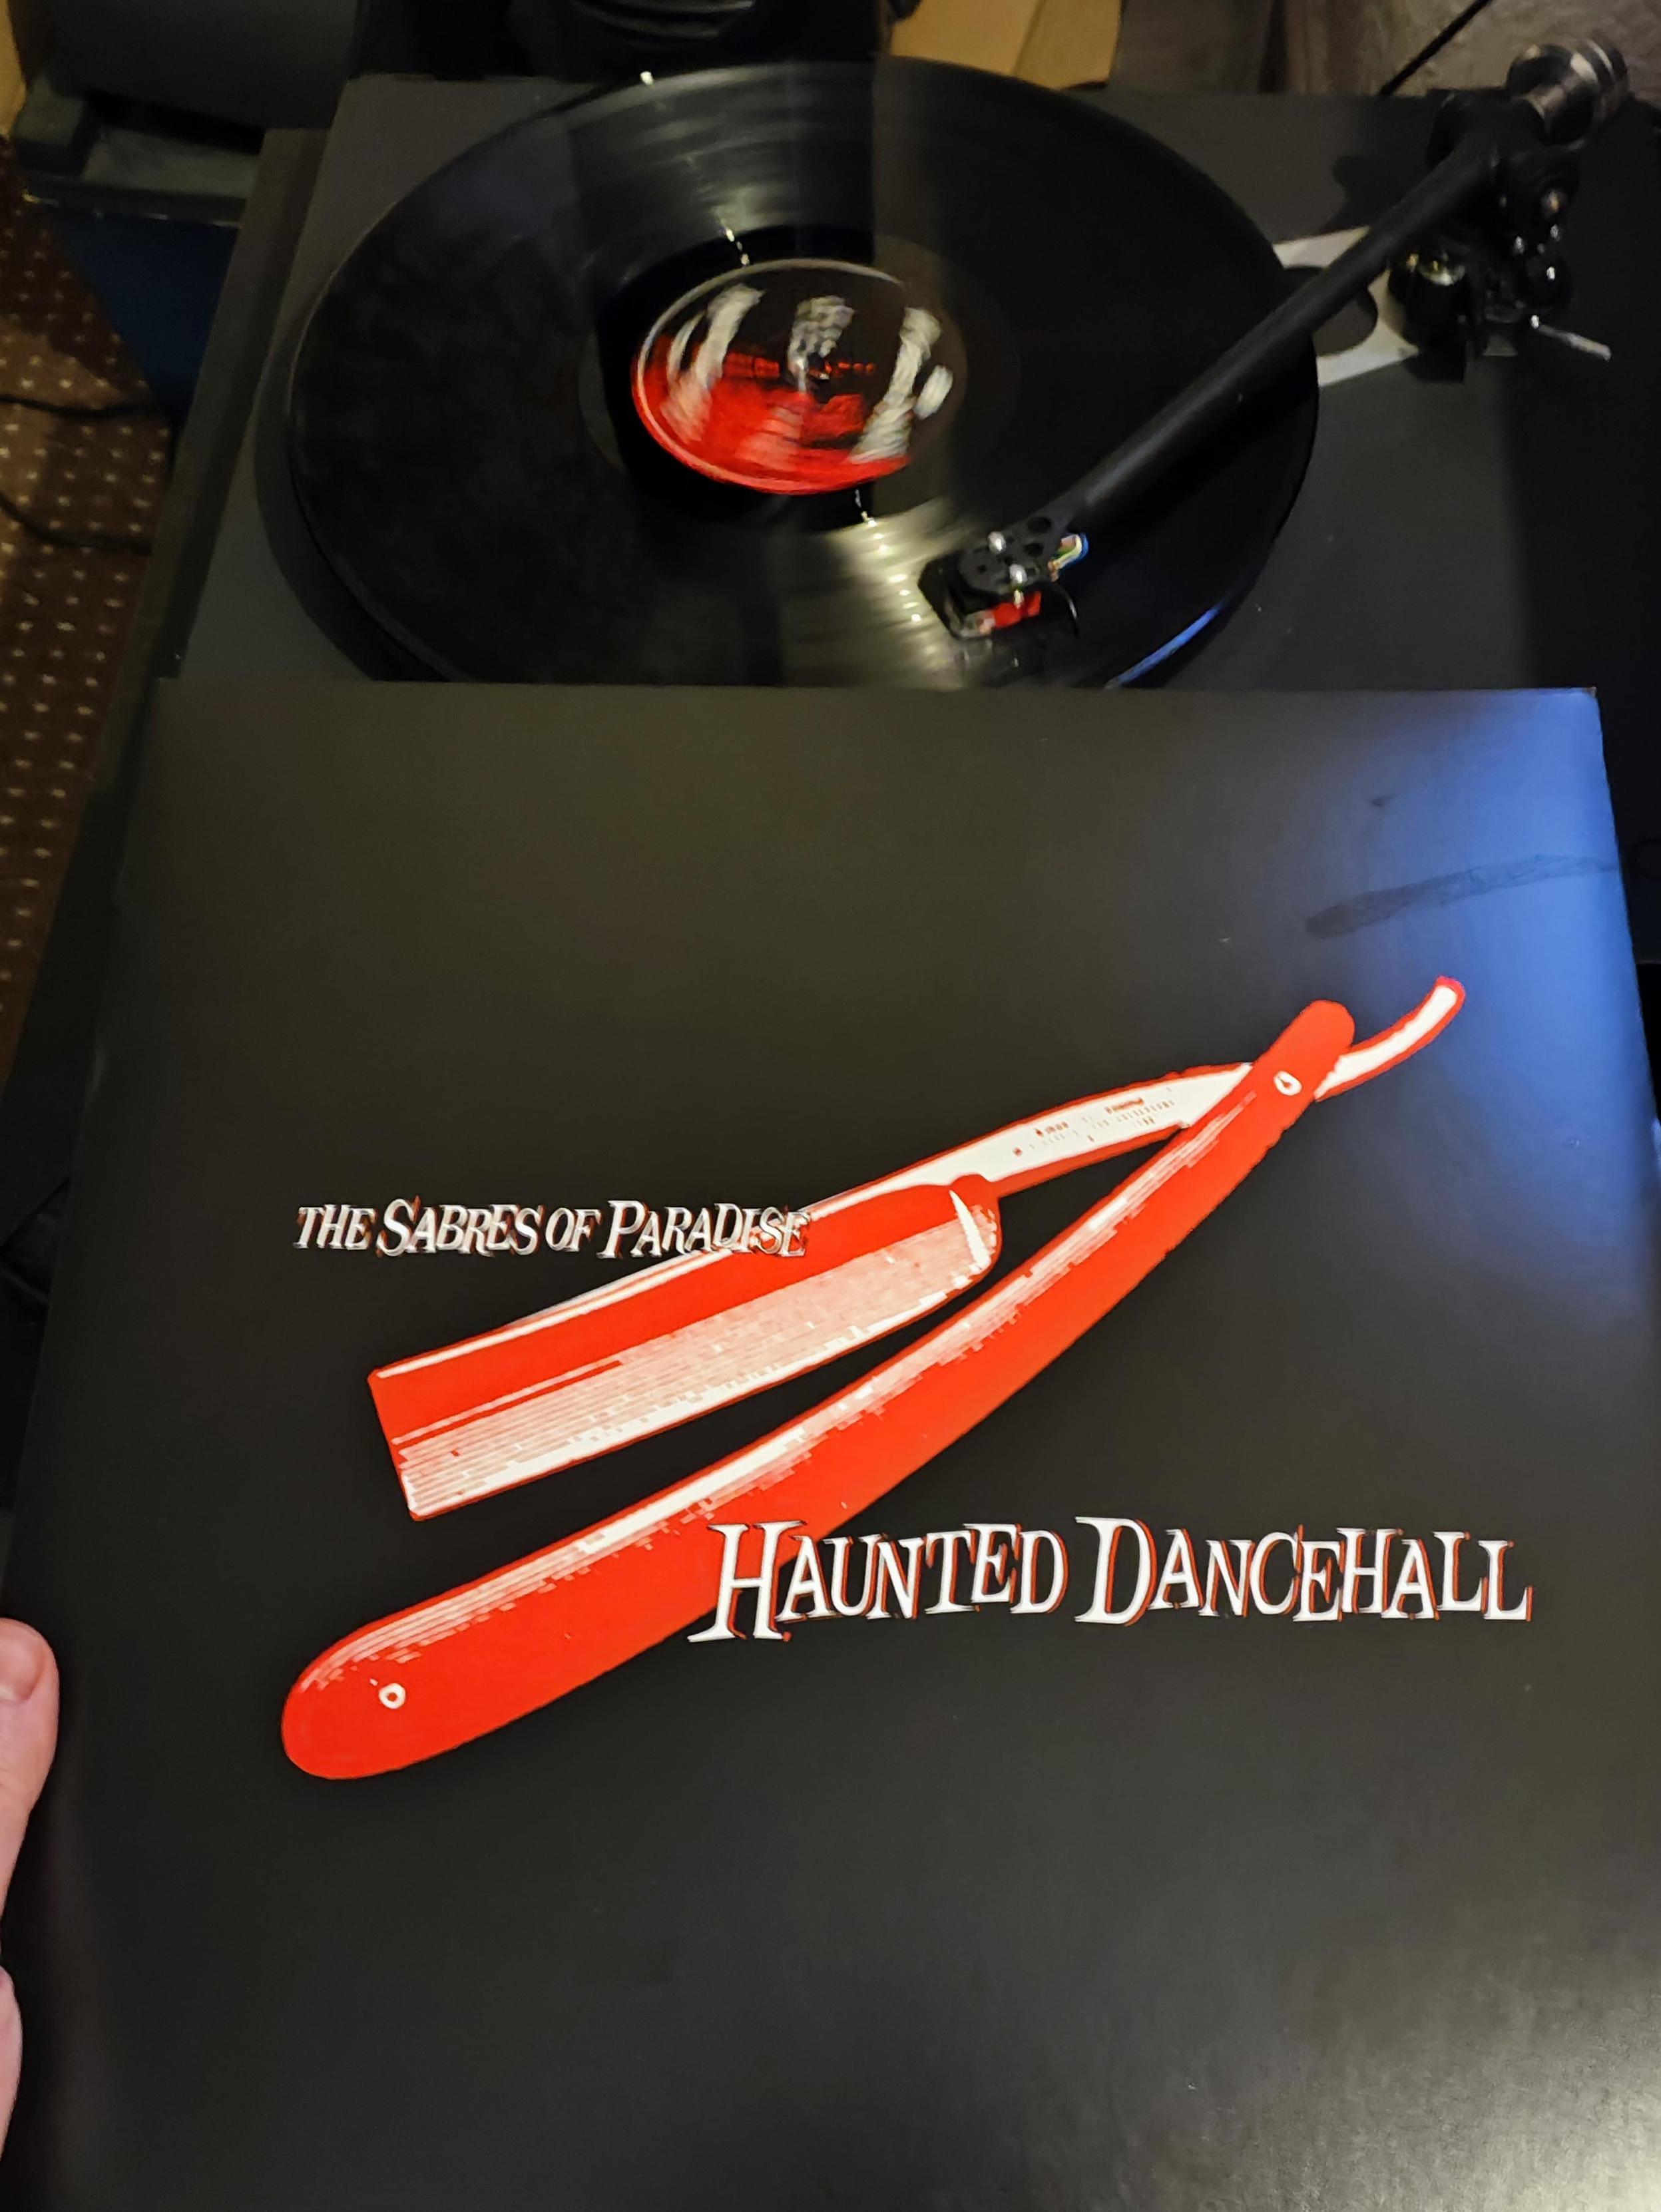 THE SABRES OF PARADISE
HAUNTED DANCEHALL